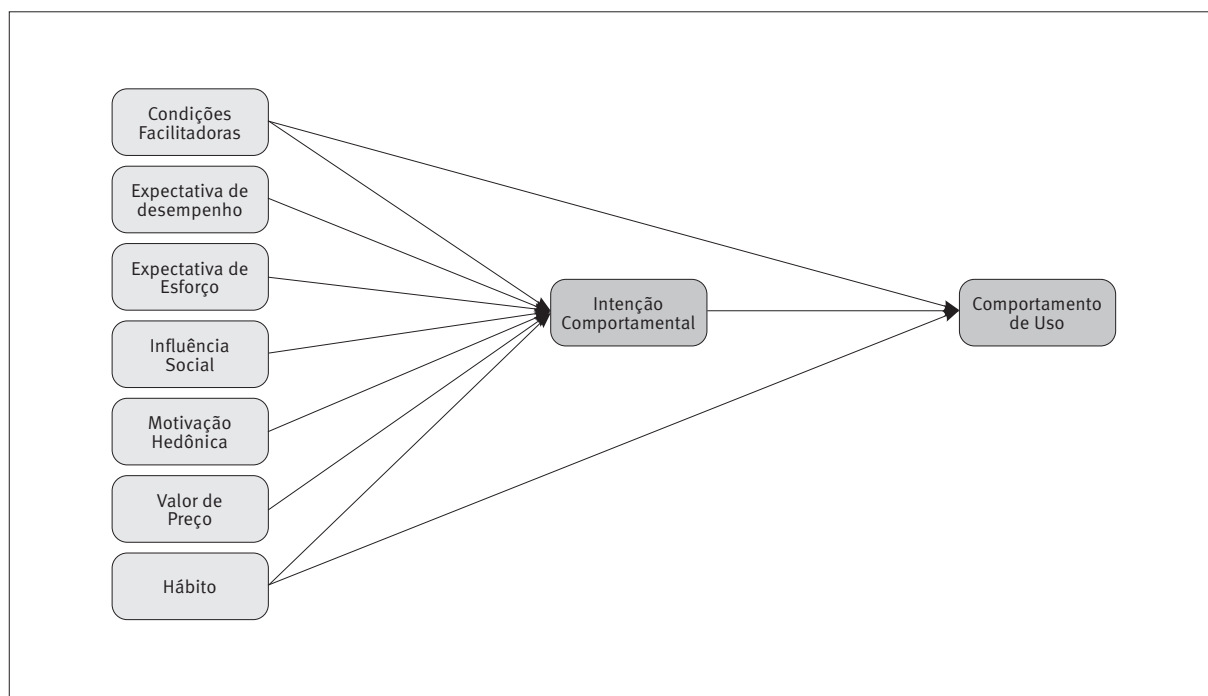 Condições
Facilitadoras
Expectativa de
desempenho
Expectativa de
Esforço
Influência
Social
Motivação
Hedônica
Valor de
Preço
Hábito
Intenção
Comportamental
Comportamento
de Uso